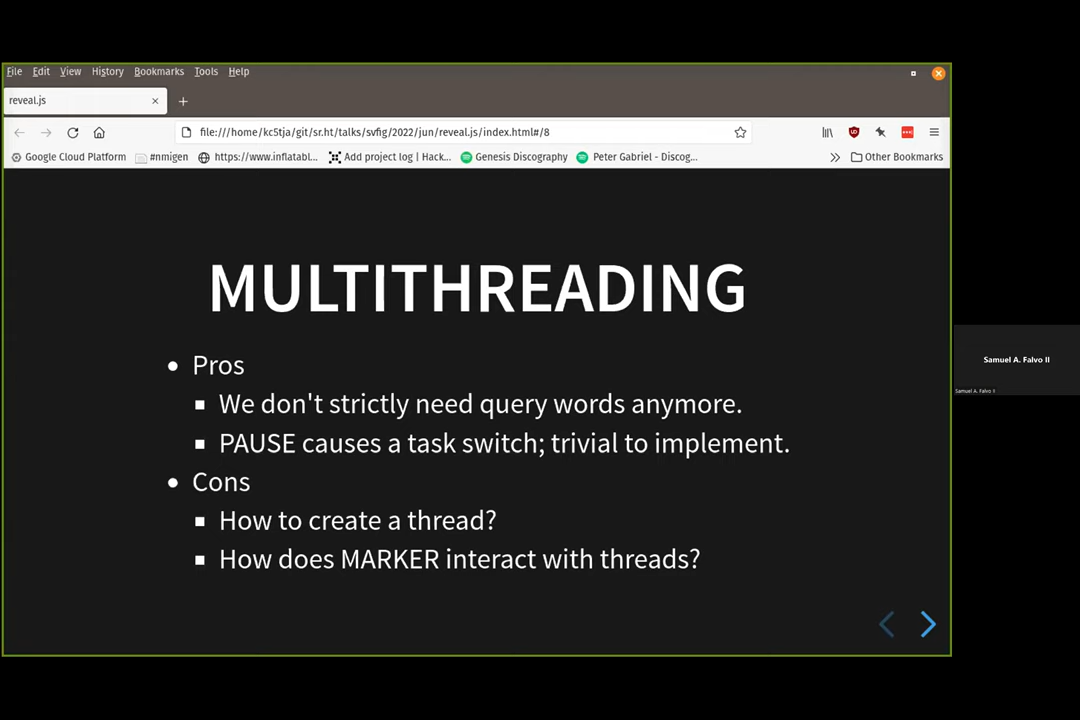 File Edit View History Bookmarks Tools Help
reveal.js
file:///home/kc5tja/git/sr.ht/talks/svfig/2022/jun/reveal.js/index.html#/8
Google Cloud Platform #nmigen https://www.inflatabl... Add project log | Hack... Genesis Discography Peter Gabriel - Discog... Other Bookmarks
MULTITHREADING
Pros
We don't strictly need query words anymore.
PAUSE causes a task switch; trivial to implement.
Cons
How to create a thread?
How does MARKER interact with threads?
Samuel A. Falvo II
Samuel A. Falvo II